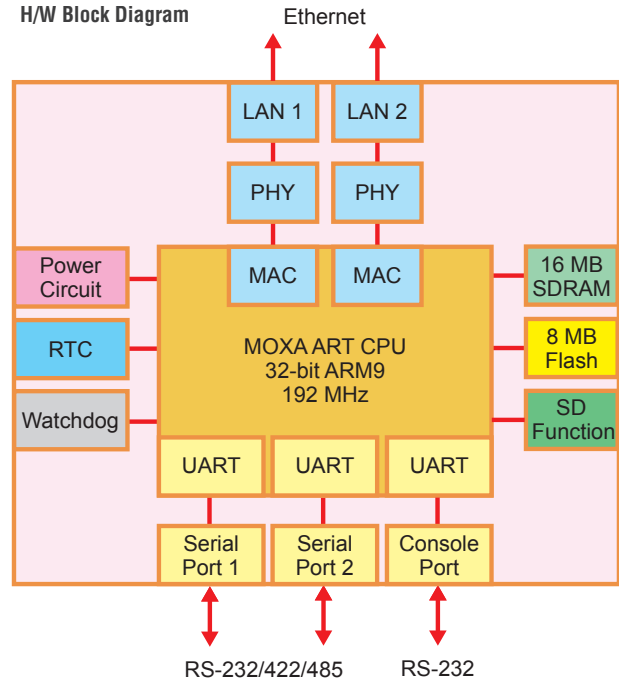 H/W Block Diagram
Ethernet
LAN 1
LAN 2
PHY
PHY
MAC
MAC
Power
Circuit
RTC
Watchdog
MOXA ART CPU
32-bit ARM9
192 MHz
16 MB
SDRAM
8 MB
Flash
SD
Function
UART
UART
UART
Serial
Port 1
Serial
Port 2
Console
Port
RS-232/422/485
RS-232